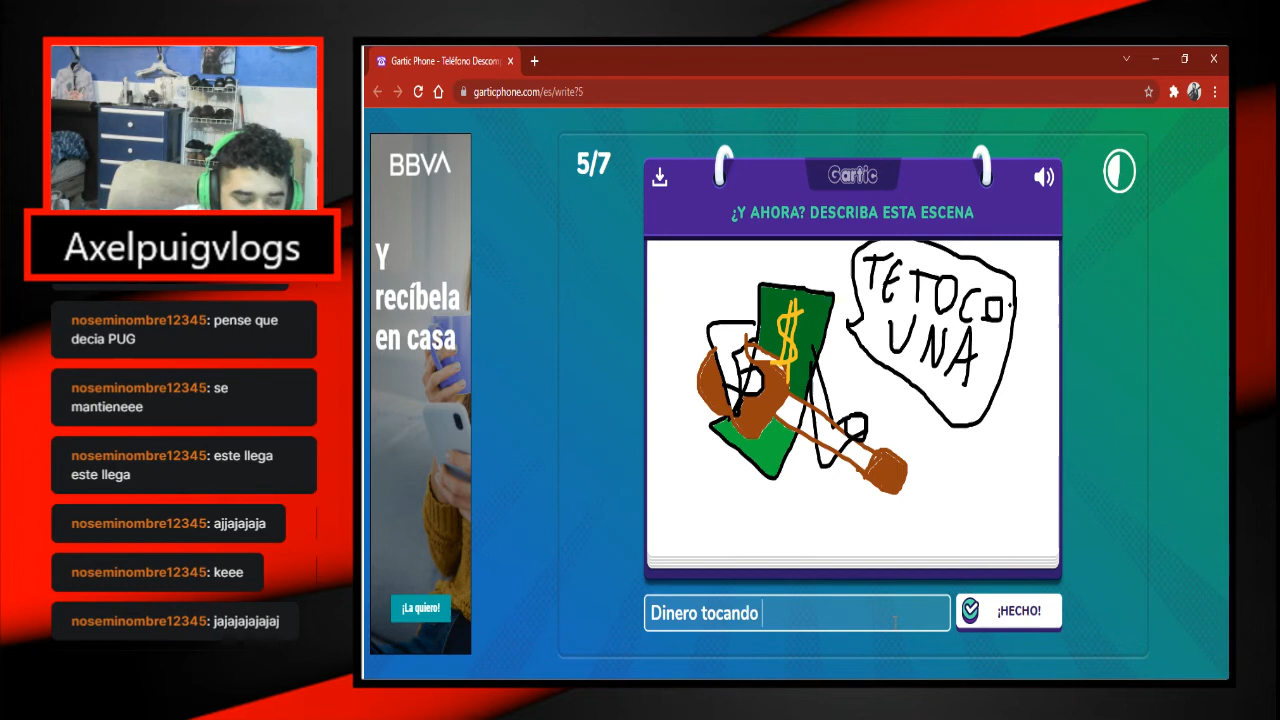 Gartic Phone - Teléfono Descom
garticphone.com/es/write?5
BBVA
Y
recíbela
en casa
¡La quiero!
5/7
Gartic
¿Y AHORA? DESCRIBA ESTA ESCENA
TE TOCO
UNA
$
Dinero tocando
¡HECHO!
Axelpuigvlogs
noseminombre12345: pense que
decia PUG
noseminombre12345: se
mantieneee
noseminombre12345: este llega
este llega
noseminombre12345: ajjajajaja
noseminombre12345: keee
noseminombre12345: jajajajajajaj